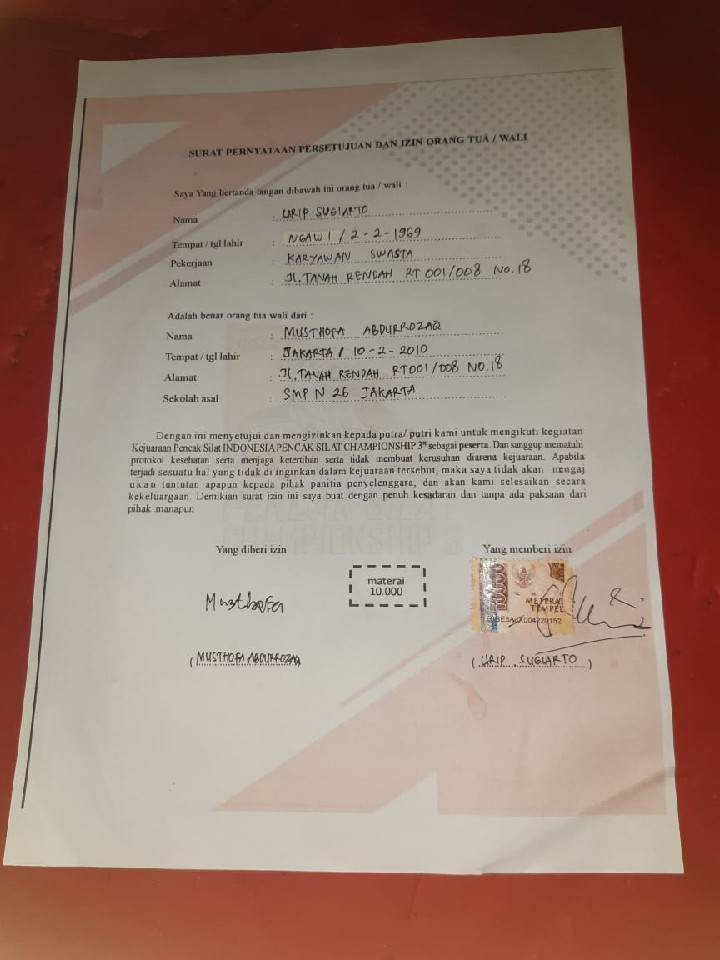 SURAT PERNYATAAN PERSETUJUAN DAN IZIN ORANG TUA / WALI
Saya Yang bertanda tangan dibawah ini orang tua / wali :
Nama : URIP SUGIARTO
Tempat / tgl lahir : NGAWI / 2 - 2 - 1969
Pekerjaan : KARYAWAN SWASTA
Alamat : Jl. TANAH RENDAH RT 001/008 No. 18
Adalah benar orang tua wali dari :
Nama : MUSTHOFA ABDURROZAQ
Tempat / tgl lahir : JAKARTA / 10 - 2 - 2010
Alamat : Jl. TANAH RENDAH RT001/008 NO.18
Sekolah asal : SMP N 26 JAKARTA
Dengan ini menyetujui dan mengizinkan kepada putra/ putri kami untuk mengikuti kegiatan
Kejuaraan Pencak Silat INDONESIA PENCAK SILAT CHAMPIONSHIP 3" sebagai peserta. Dan sanggup mematuhi
protokol kesehatan serta menjaga ketertiban serta tidak membuat kerusuhan diarena kejuaraan. Apabila
terjadi sesuatu hal yang tidak di inginkan dalam kejuaraan tersebut, maka saya tidak akan mengaj
ukan tuntutan apapun kepada pihak panitia penyelenggara, dan akan kami selesaikan secara
kekeluargaan. Demikian surat izin ini saya buat dengan penuh kesadaran dan tanpa ada paksaan dari
pihak manapun
Yang diberi izin Yang memberi izin
materai
10.000
Musthofa
10000
METERAI
TEMPEL
(MUSTHOFA ABDURROZAQ) (URIP SUGIARTO)